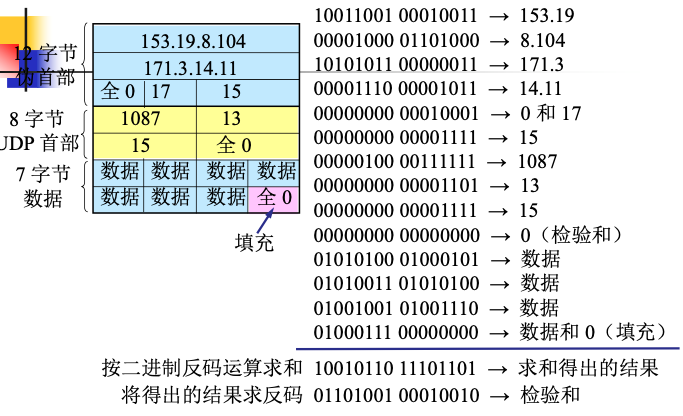 12 字节
伪首部
153.19.8.104
171.3.14.11
全 0 17 15
8 字节
UDP 首部
1087 13
15 全 0
7 字节
数据
数据 数据 数据 数据
数据 数据 数据 全 0
填充
10011001 00010011 → 153.19
00001000 01101000 → 8.104
10101011 00000011 → 171.3
00001110 00001011 → 14.11
00000000 00010001 → 0 和 17
00000000 00001111 → 15
00000100 00111111 → 1087
00000000 00001101 → 13
00000000 00001111 → 15
00000000 00000000 → 0（检验和）
01010100 01000101 → 数据
01010011 01010100 → 数据
01001001 01001110 → 数据
01000111 00000000 → 数据和 0（填充）
按二进制反码运算求和 10010110 11101101 → 求和得出的结果
将得出的结果求反码 01101001 00010010 → 检验和